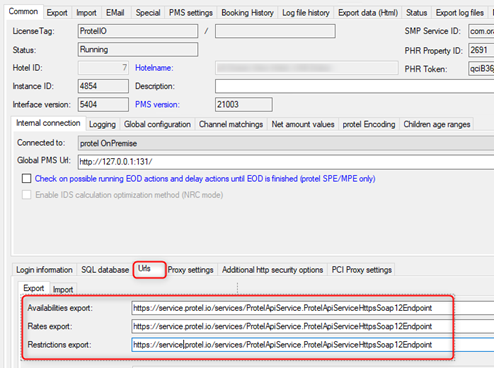 Common Export Import EMail Special PMS settings Booking History Log file history Export data (Html) Status Export log files
LicenseTag: ProtelIO / SMP Service ID: com.ora
Status: Running PHR Property ID: 2691
Hotel ID: 7 Hotelname: PHR Token: qciB36
Instance ID: 4854 Description:
Interface version: 5404 PMS version: 21003
Internal connection Logging Global configuration Channel matchings Net amount values protel Encoding Children age ranges
Connected to: protel OnPremise
Global PMS Url: http://127.0.0.1:131/
Check on possible running EOD actions and delay actions until EOD is finished (protel SPE/MPE only)
Enable IDS calculation optimization method (NRC mode)
Login information SQL database Urls Proxy settings Additional http security options PCI Proxy settings
Export Import
Availabilities export: https://service.protel.io/services/ProtelApiService.ProtelApiServiceHttpsSoap12Endpoint
Rates export: https://service.protel.io/services/ProtelApiService.ProtelApiServiceHttpsSoap12Endpoint
Restrictions export: https://service.protel.io/services/ProtelApiService.ProtelApiServiceHttpsSoap12Endpoint